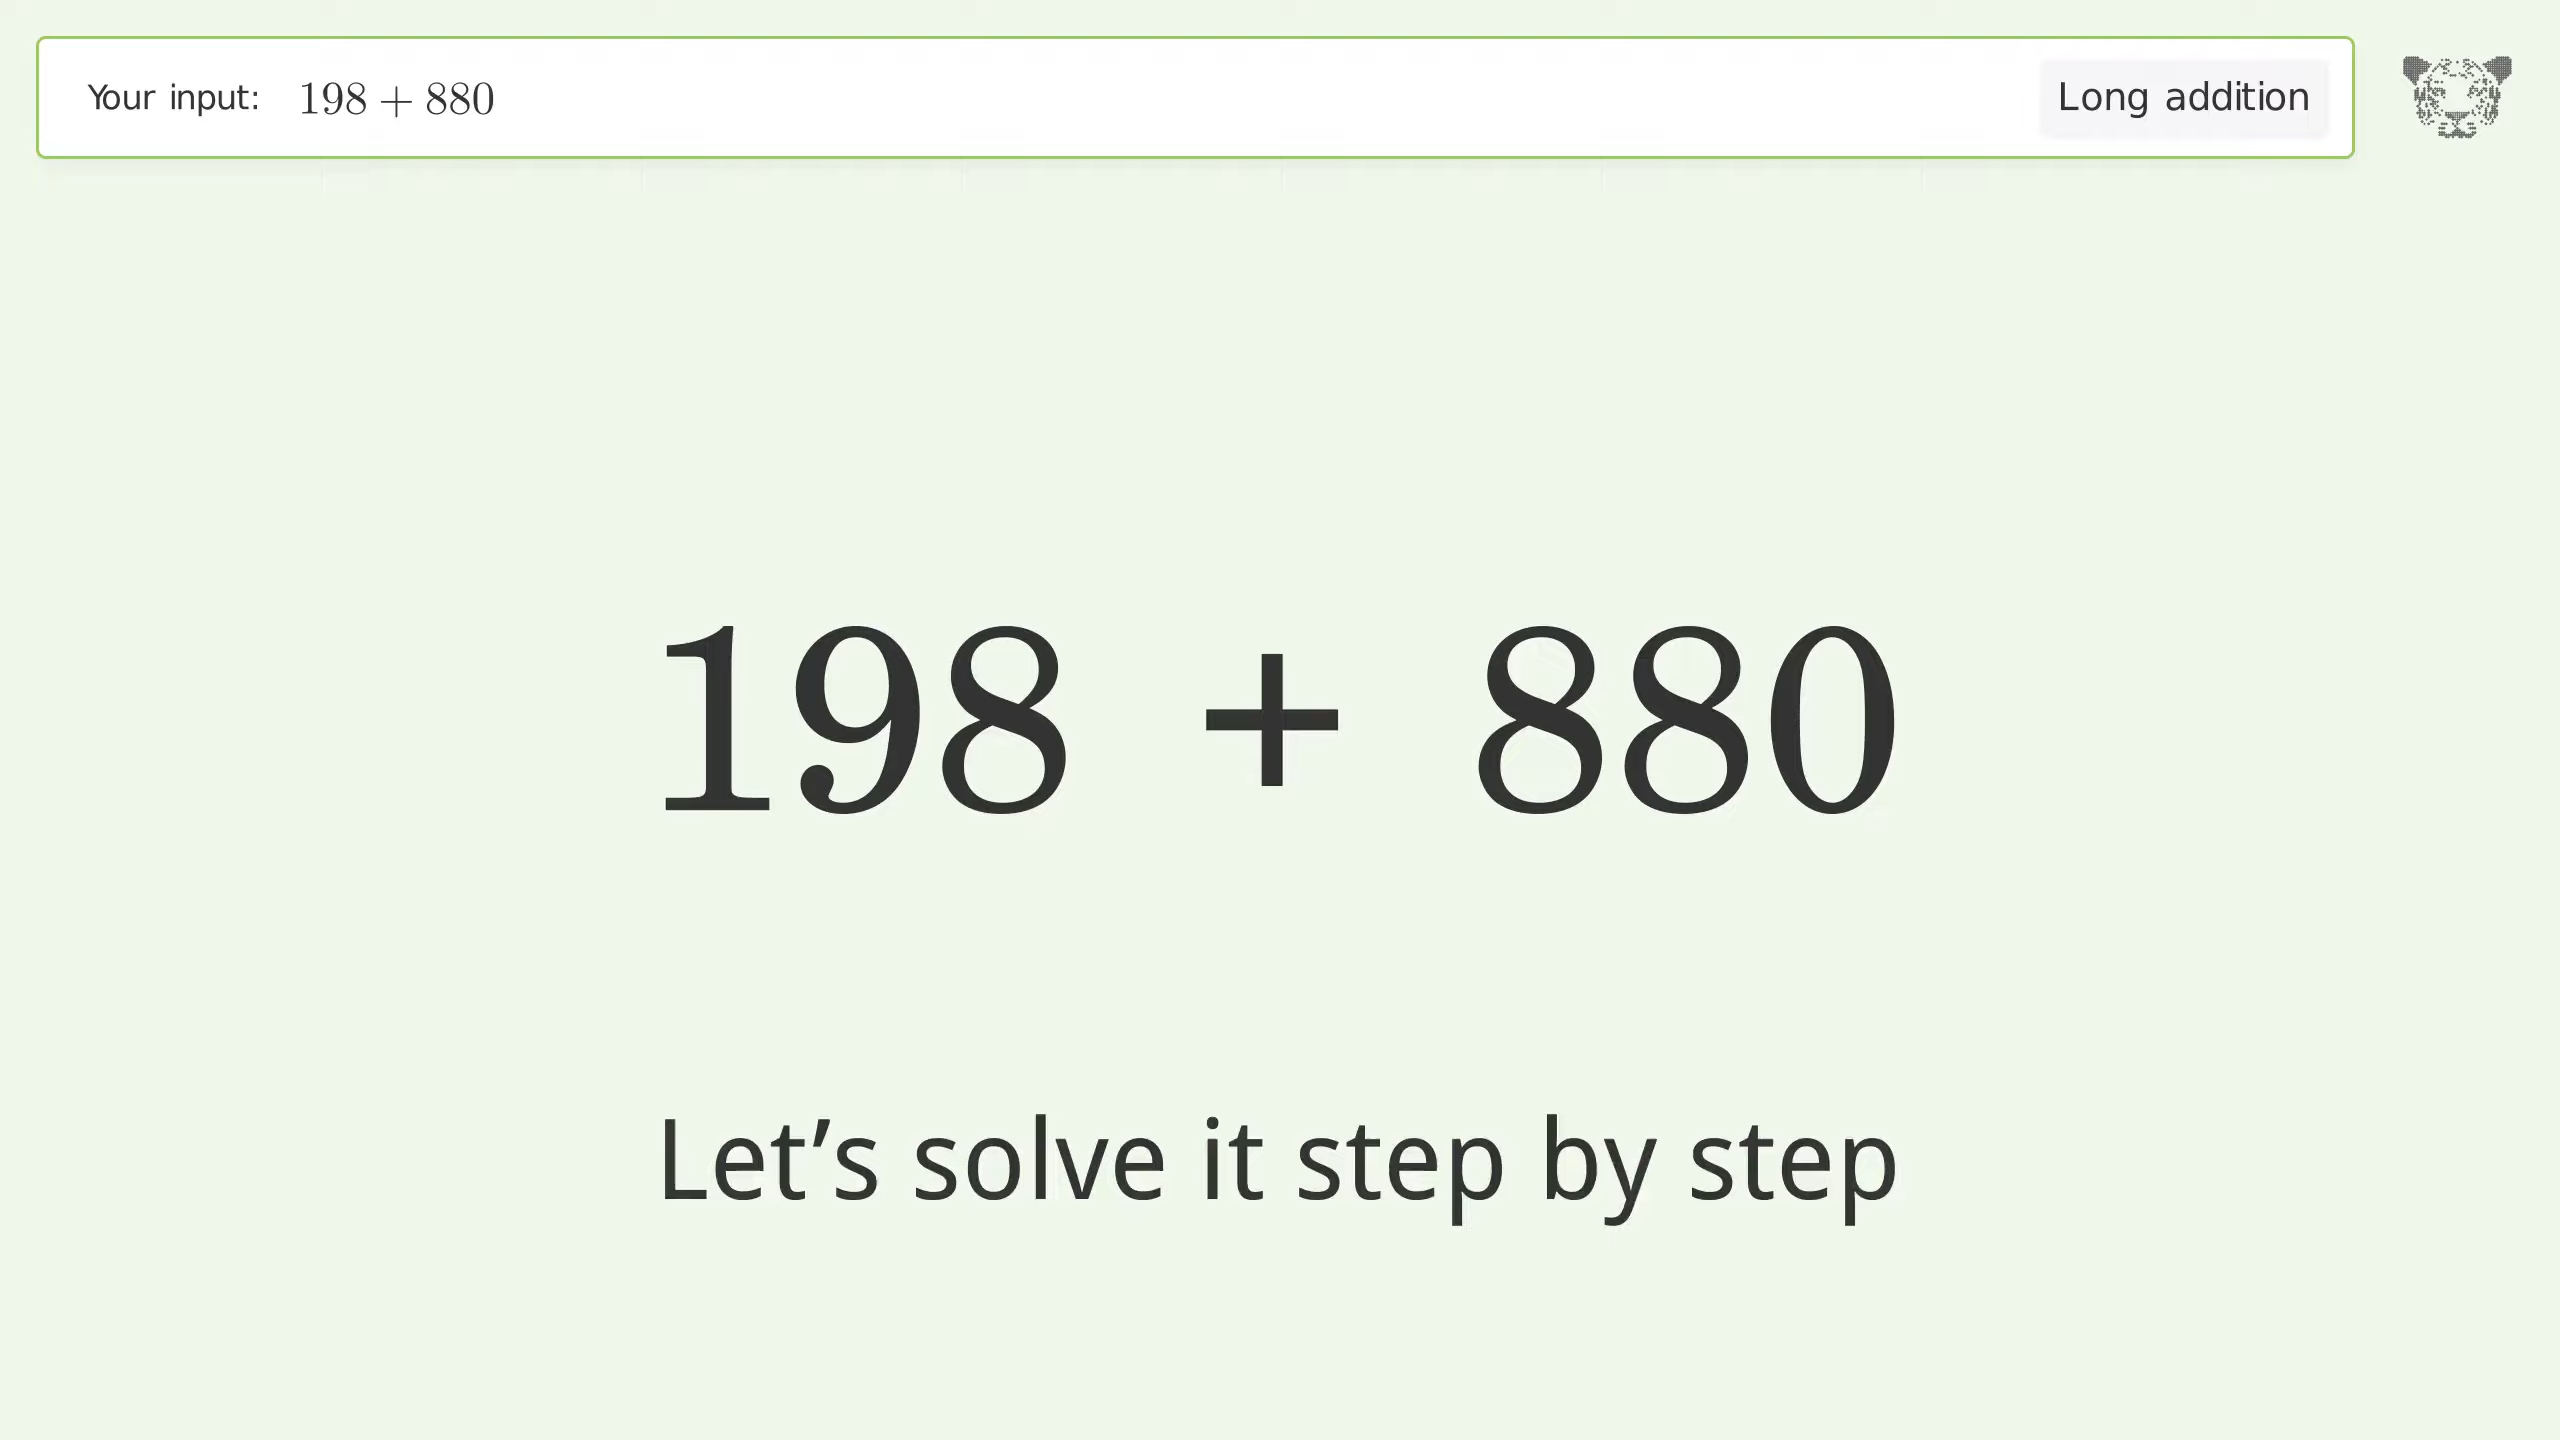 Your input: 198 + 880
Long addition
198 + 880
Let’s solve it step by step